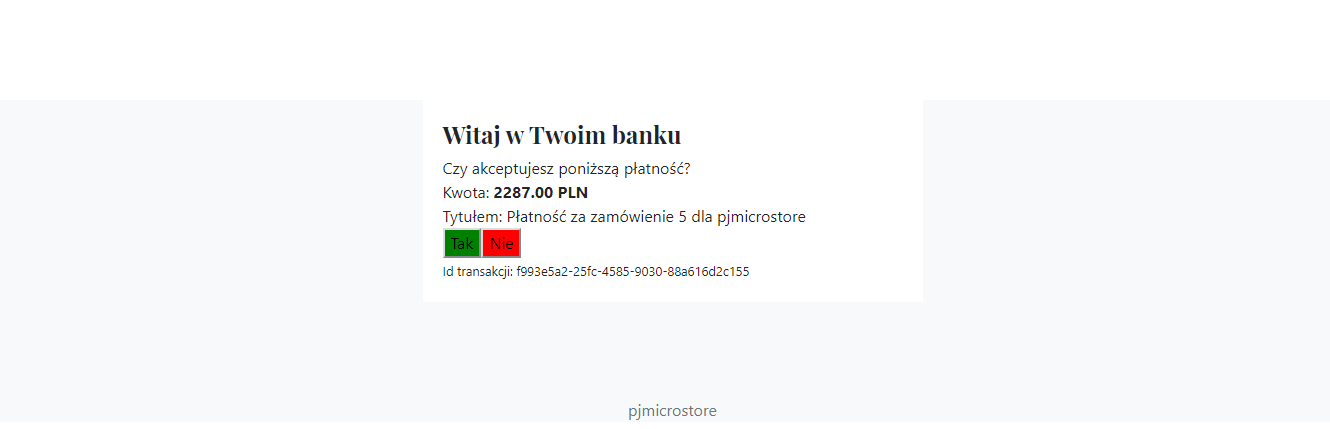 Witaj w Twoim banku
Czy akceptujesz poniższą płatność?
Kwota: 2287.00 PLN
Tytułem: Płatność za zamówienie 5 dla pjmicrostore
Tak Nie
Id transakcji: f993e5a2-25fc-4585-9030-88a616d2c155
pjmicrostore